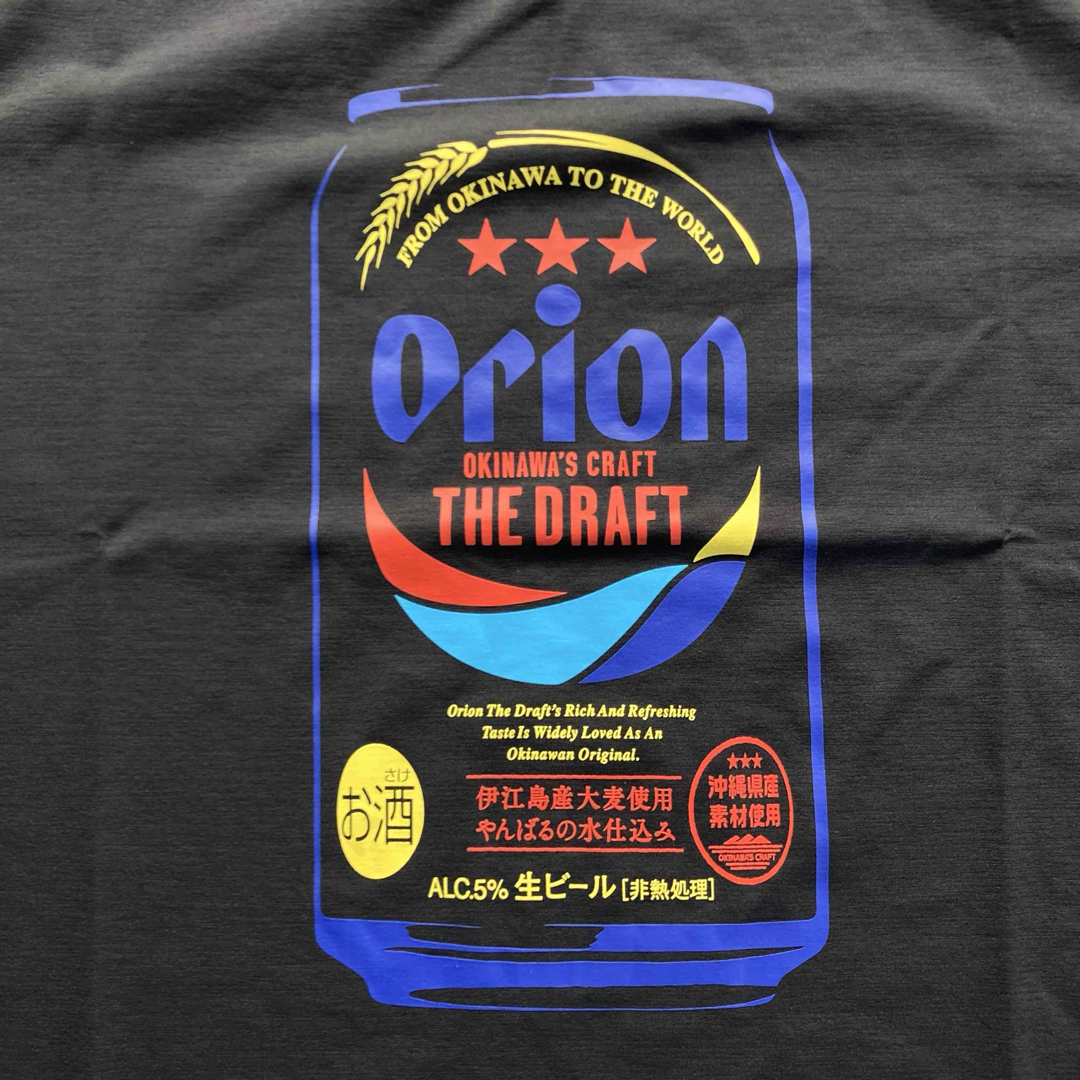 FROM OKINAWA TO THE WORLD
Orion
OKINAWA'S CRAFT
THE DRAFT
Orion The Draft's Rich And Refreshing
Taste Is Widely Loved As An
Okinawan Original.
さけ
お酒
伊江島産大麦使用
やんばるの水仕込み
沖縄県産
素材使用
OKINAWA'S CRAFT
ALC.5% 生ビール [非熱処理]